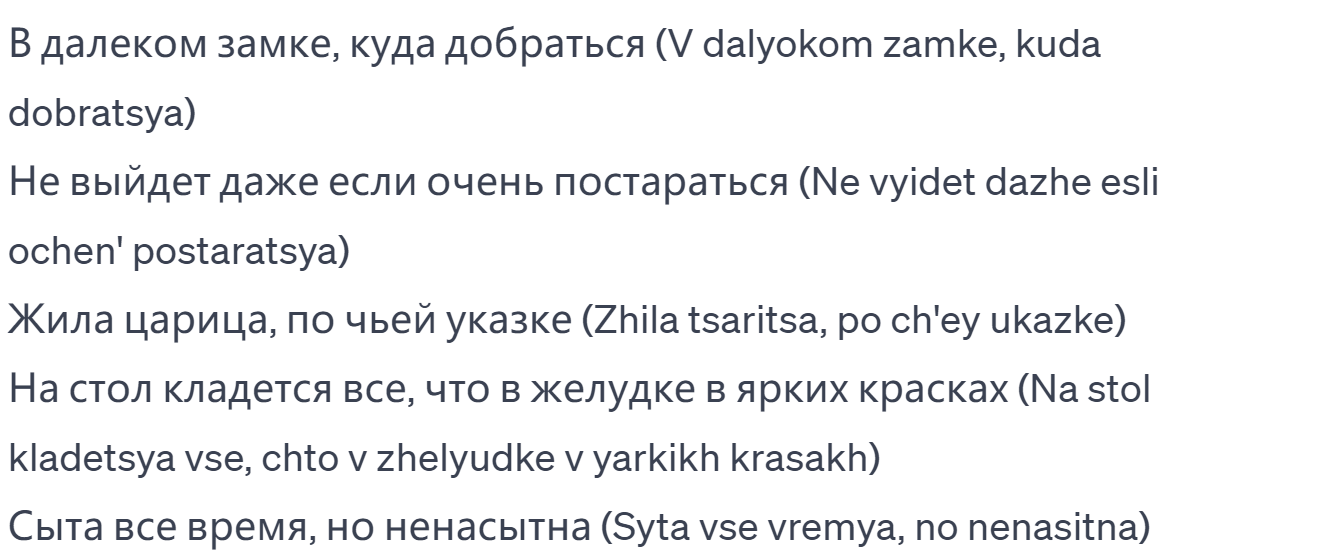 В далеком замке, куда добраться (V dalyokom zamke, kuda
dobratsya)
Не выйдет даже если очень постараться (Ne vyidet dazhe esli
ochen' postaratsya)
Жила царица, по чьей указке (Zhila tsaritsa, po ch'ey ukazke)
На стол кладется все, что в желудке в ярких красках (Na stol
kladetsya vse, chto v zhelyudke v yarkikh krasakh)
Сыта все время, но ненасытна (Syta vse vremya, no nenasitna)